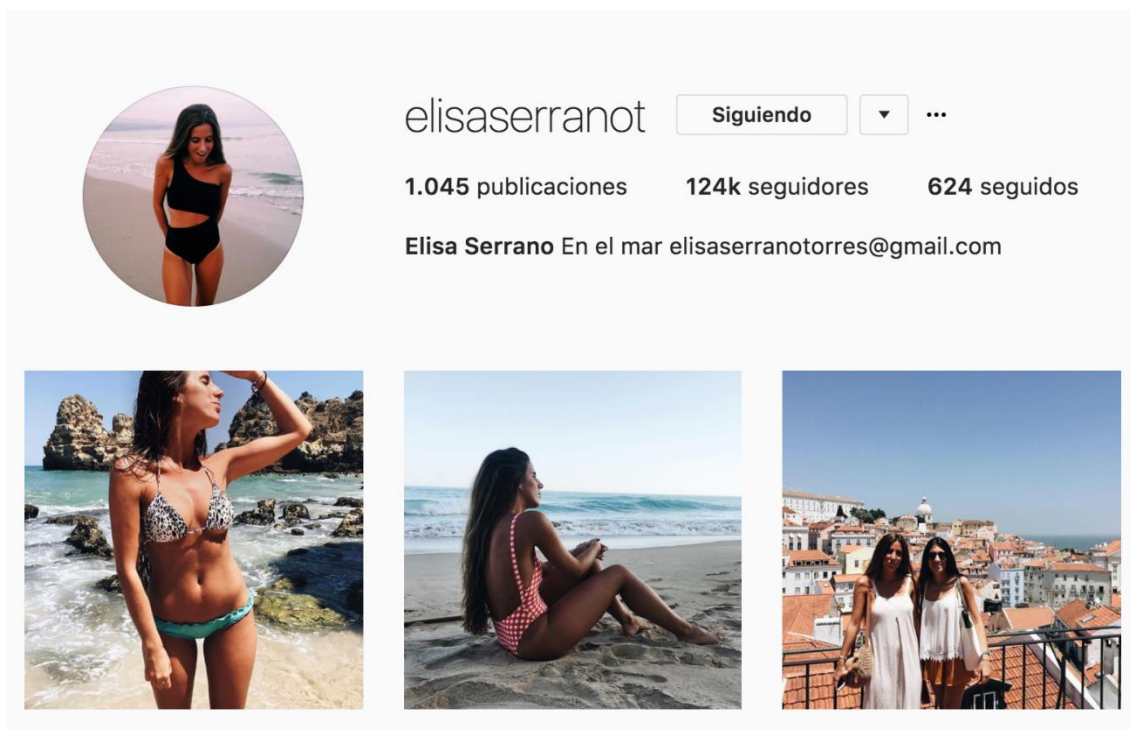 elisaserranot Siguiendo
1.045 publicaciones 124k seguidores 624 seguidos
Elisa Serrano En el mar elisaserranotorres@gmail.com